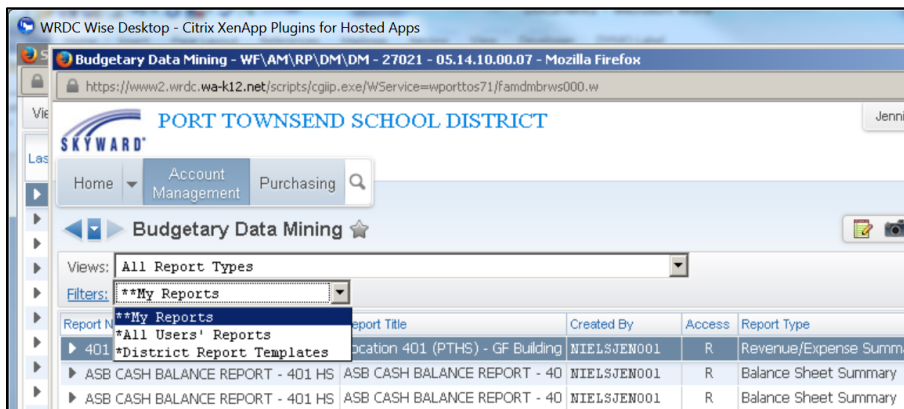 WRDC Wise Desktop - Citrix XenApp Plugins for Hosted Apps
Budgetary Data Mining - WF\AM\RP\DM\DM - 27021 - 05.14.10.00.07 - Mozilla Firefox
https://www2.wrdc.wa-k12.net/scripts/cgiip.exe/WService=wporttos71/famdmbrws000.w
PORT TOWNSEND SCHOOL DISTRICT
Jenni
SKYWARD
Home
Account Management
Purchasing
Las
Budgetary Data Mining
Views: All Report Types
Filters: **My Reports
**My Reports
*All Users' Reports
*District Report Templates
Report N eport Title Created By Access Report Type
401 ocation 401 (PTHS) - GF Building NIELSJEN001 R Revenue/Expense Summa
ASB CASH BALANCE REPORT - 401 HS ASB CASH BALANCE REPORT - 40 NIELSJEN001 R Balance Sheet Summary
ASB CASH BALANCE REPORT - 401 HS ASB CASH BALANCE REPORT - 40 NIELSJEN001 R Balance Sheet Summary